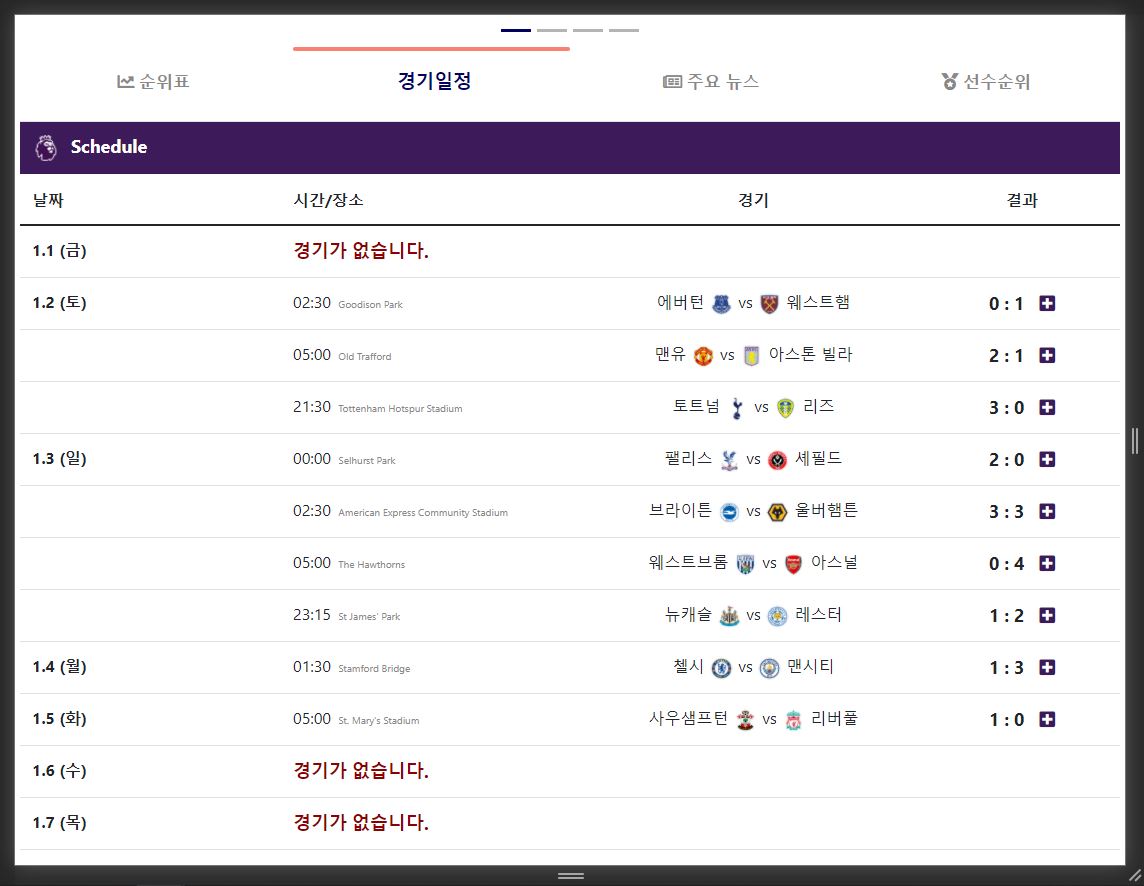 순위표 경기일정 주요 뉴스 선수순위
Schedule
날짜 시간/장소 경기 결과
1.1 (금) 경기가 없습니다.
1.2 (토) 02:30 Goodison Park 에버턴 vs 웨스트햄 0 : 1
05:00 Old Trafford 맨유 vs 아스톤 빌라 2 : 1
21:30 Tottenham Hotspur Stadium 토트넘 vs 리즈 3 : 0
1.3 (일) 00:00 Selhurst Park 팰리스 vs 셰필드 2 : 0
02:30 American Express Community Stadium 브라이튼 vs 울버햄튼 3 : 3
05:00 The Hawthorns 웨스트브롬 vs 아스널 0 : 4
23:15 St James' Park 뉴캐슬 vs 레스터 1 : 2
1.4 (월) 01:30 Stamford Bridge 첼시 vs 맨시티 1 : 3
1.5 (화) 05:00 St. Mary's Stadium 사우샘프턴 vs 리버풀 1 : 0
1.6 (수) 경기가 없습니다.
1.7 (목) 경기가 없습니다.